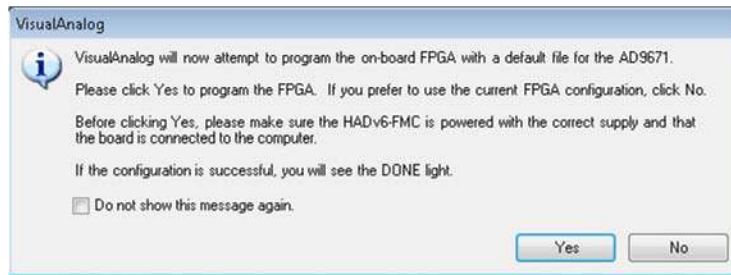 VisualAnalog
VisualAnalog will now attempt to program the on-board FPGA with a default file for the AD9671.
Please click Yes to program the FPGA. If you prefer to use the current FPGA configuration, click No.
Before clicking Yes, please make sure the HADv6-FMC is powered with the correct supply and that
the board is connected to the computer.
If the configuration is successful, you will see the DONE light.
Do not show this message again.
Yes No